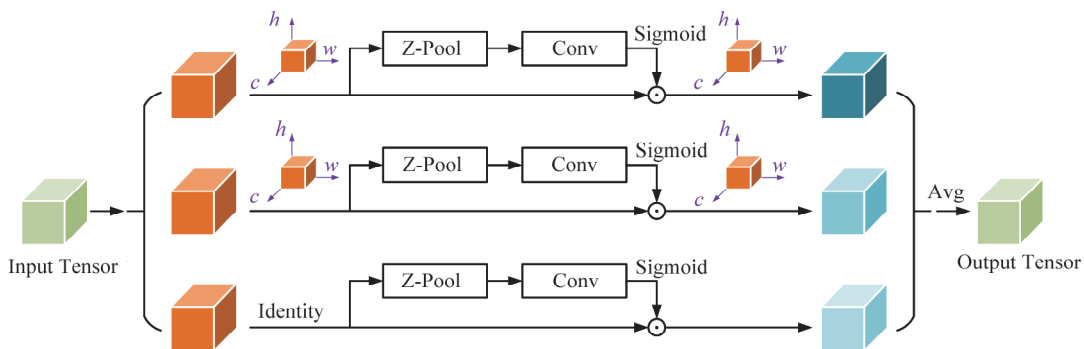 h
w
c
Z-Pool
Conv
Sigmoid
h
w
c
h
w
c
Z-Pool
Conv
Sigmoid
h
w
c
Input Tensor
Avg
Output Tensor
Identity
Z-Pool
Conv
Sigmoid